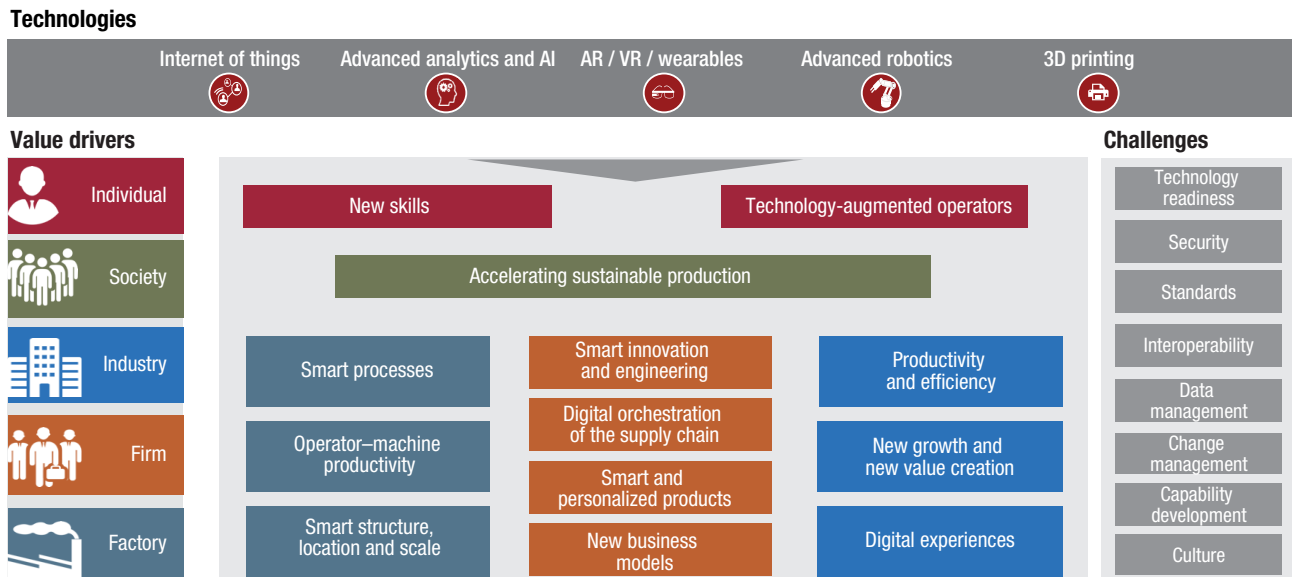 Technologies
Internet of things
Advanced analytics and AI
AR / VR / wearables
Advanced robotics
3D printing
Value drivers
Challenges
Individual
Society
Industry
Firm
Factory
New skills
Technology-augmented operators
Accelerating sustainable production
Smart processes
Operator–machine
productivity
Smart structure,
location and scale
Smart innovation
and engineering
Digital orchestration
of the supply chain
Smart and
personalized products
New business
models
Productivity
and efficiency
New growth and
new value creation
Digital experiences
Technology
readiness
Security
Standards
Interoperability
Data
management
Change
management
Capability
development
Culture